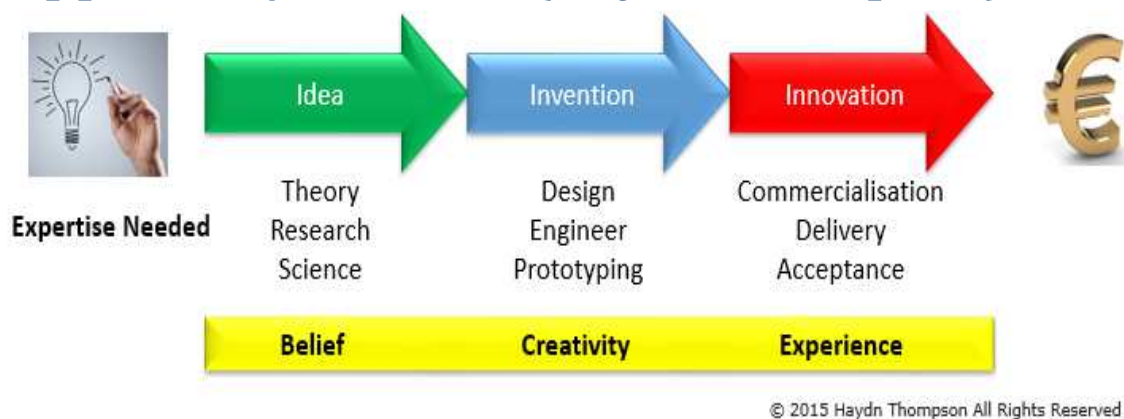 Idea
Invention
Innovation
Expertise Needed
Theory
Research
Science
Design
Engineer
Prototyping
Commercialisation
Delivery
Acceptance
Belief
Creativity
Experience
© 2015 Haydn Thompson All Rights Reserved